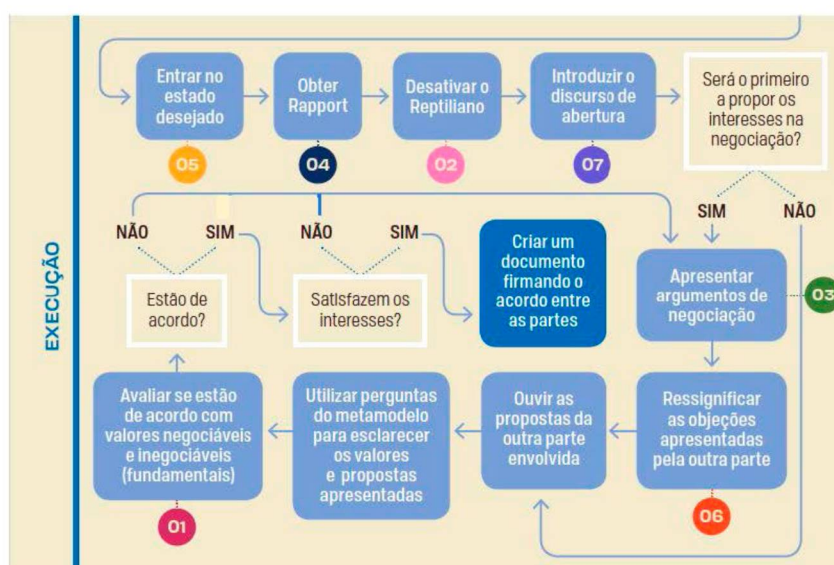 EXECUÇÃO
Entrar no
estado
desejado
05
Obter
Rapport
04
Desativar o
Reptiliano
02
Introduzir o
discurso de
abertura
07
Será o primeiro
a propor os
interesses na
negociação?
SIM
NÃO
Apresentar
argumentos de
negociação
03
Ressignificar
as objeções
apresentadas
pela outra parte
06
Ouvir as
propostas da
outra parte
envolvida
Utilizar perguntas
do metamodelo
para esclarecer
os valores
e propostas
apresentadas
Avaliar se estão
de acordo com
valores negociáveis
e inegociáveis
(fundamentais)
01
Estão de
acordo?
NÃO
SIM
Satisfazem os
interesses?
NÃO
SIM
Criar um
documento
firmando o
acordo entre
as partes